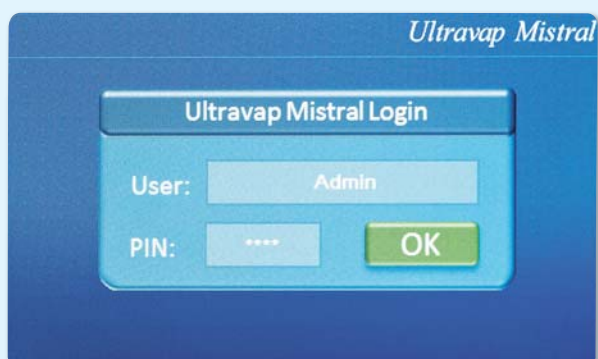 Ultravap Mistral
Ultravap Mistral Login
User: Admin
PIN: **** OK